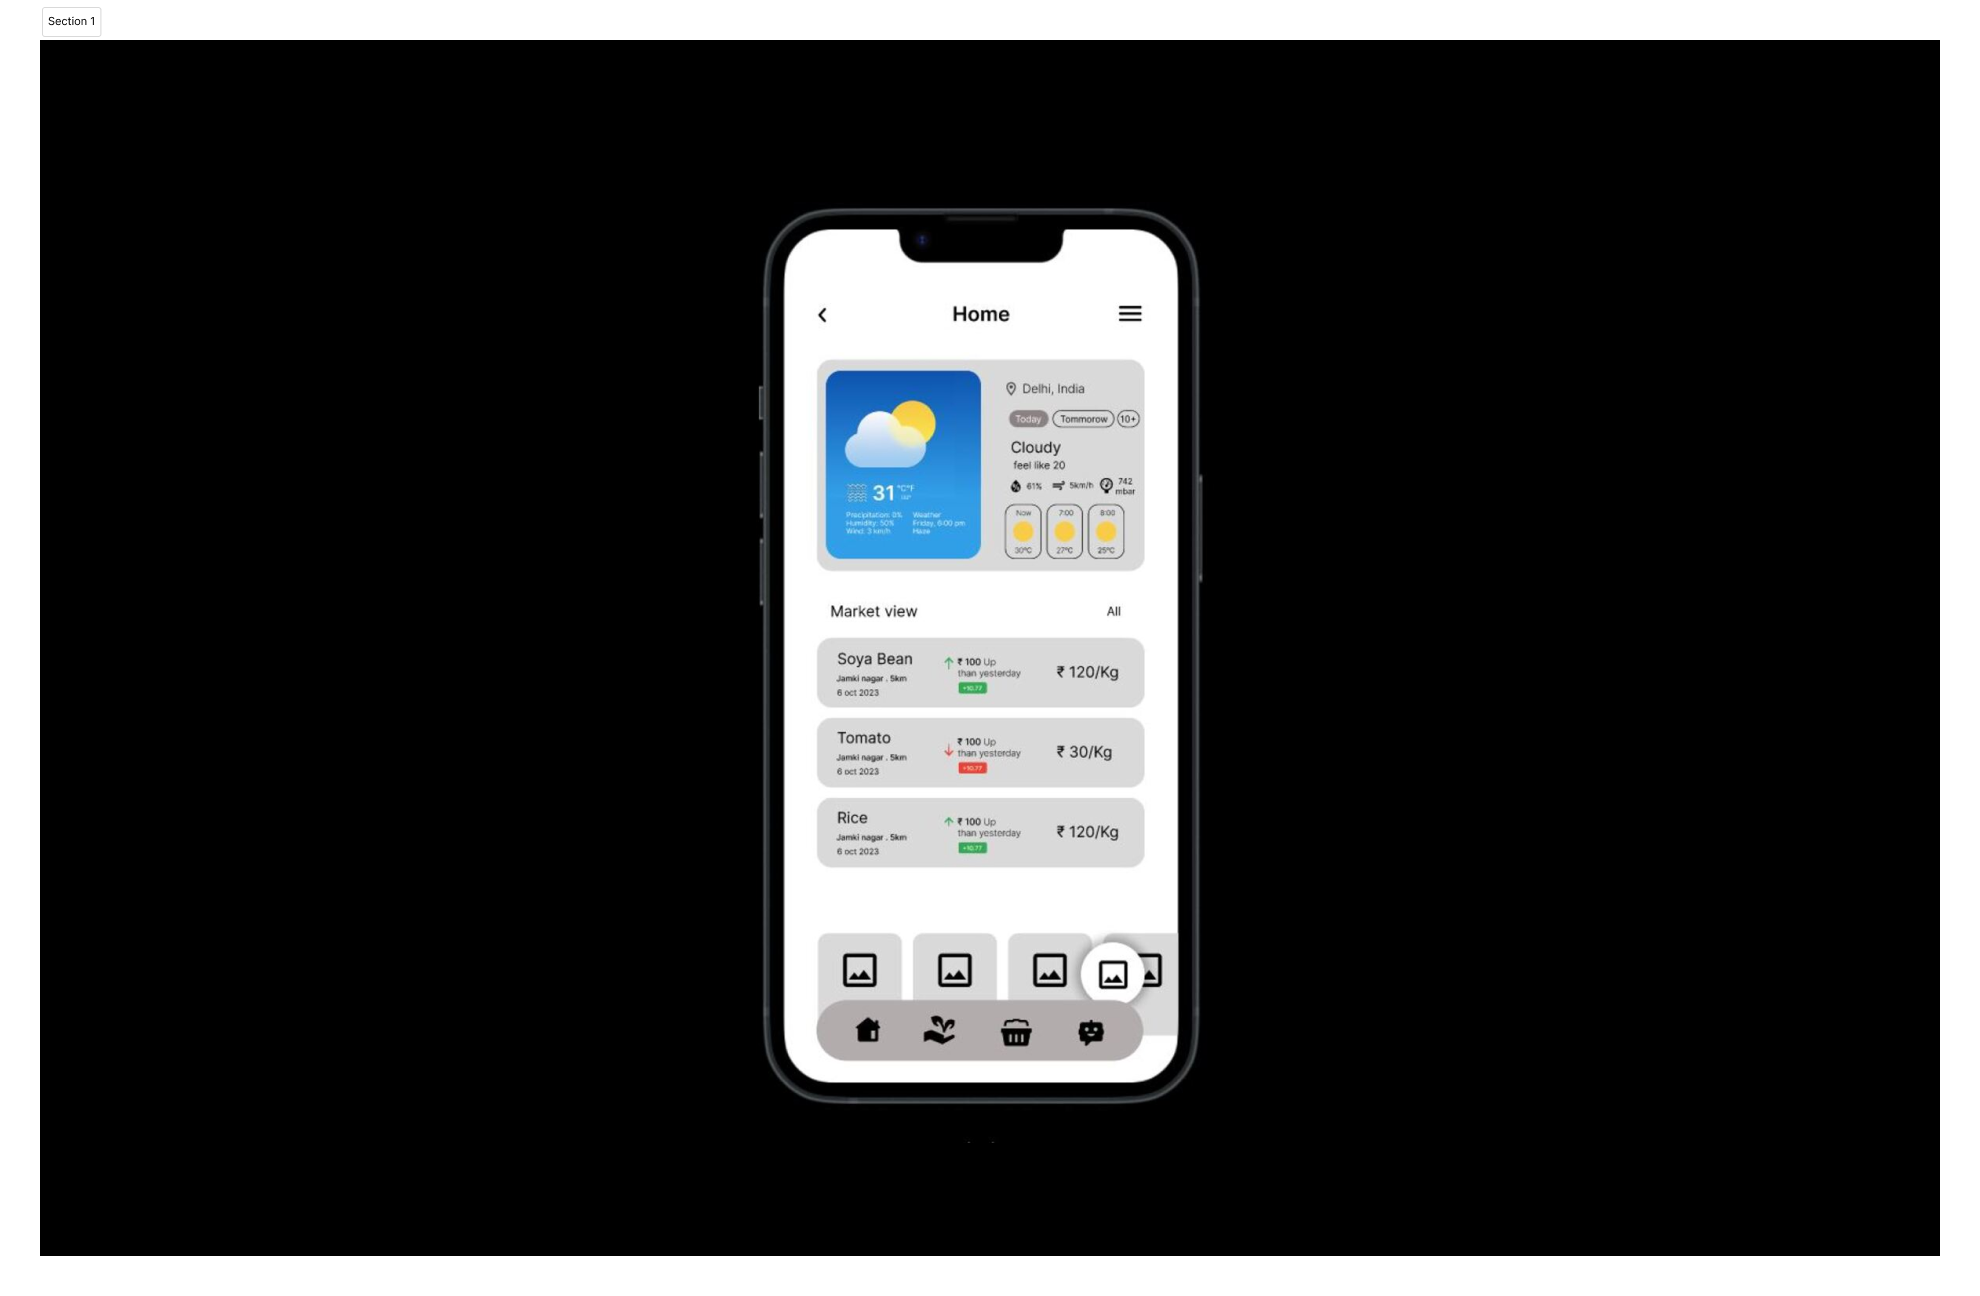 Section 1
Home
Delhi, India
Today Tommorow 10+
Cloudy
feel like 20
61% 5km/h 742 mbar
Now 7:00 8:00
30°C 27°C 25°C
31 °C°F
Precipitation: 0%
Humidity: 50%
Wind: 3 km/h
Weather
Friday, 6:00 pm
Haze
Market view All
Soya Bean
Jamki nagar . 5km
6 oct 2023
₹ 100 Up
than yesterday
+10.77
₹ 120/Kg
Tomato
Jamki nagar . 5km
6 oct 2023
₹ 100 Up
than yesterday
+10.77
₹ 30/Kg
Rice
Jamki nagar . 5km
6 oct 2023
₹ 100 Up
than yesterday
+10.77
₹ 120/Kg